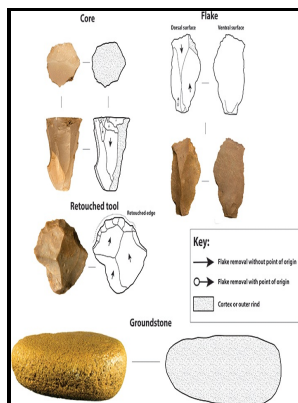 Core
Flake
Dorsal surface
Ventral surface
Retouched tool
Retouched edge
Key:
Flake removal without point of origin
Flake removal with point of origin
Cortex or outer rind
Groundstone